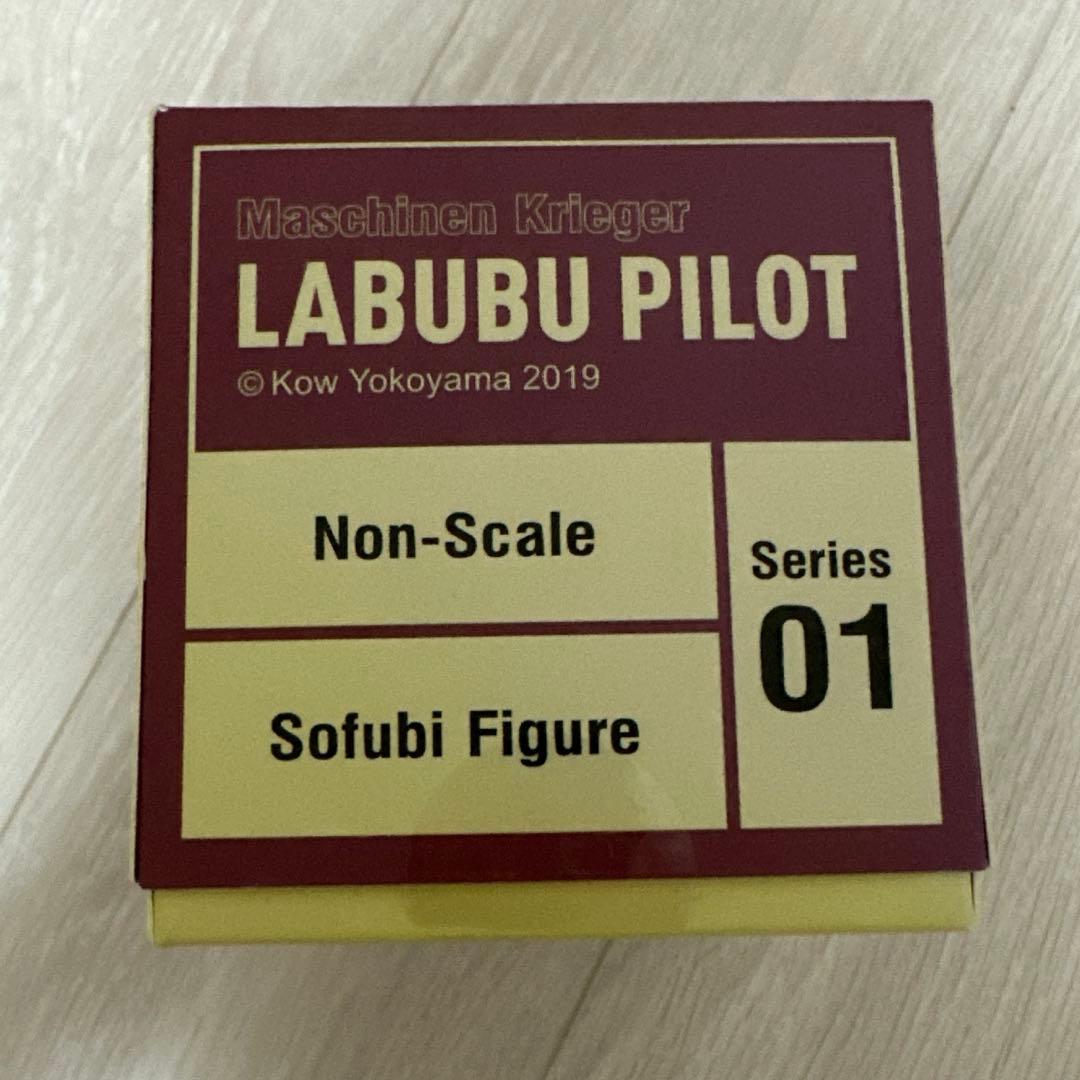 Maschinen Krieger
LABUBU PILOT
© Kow Yokoyama 2019
Non-Scale
Series
01
Sofubi Figure